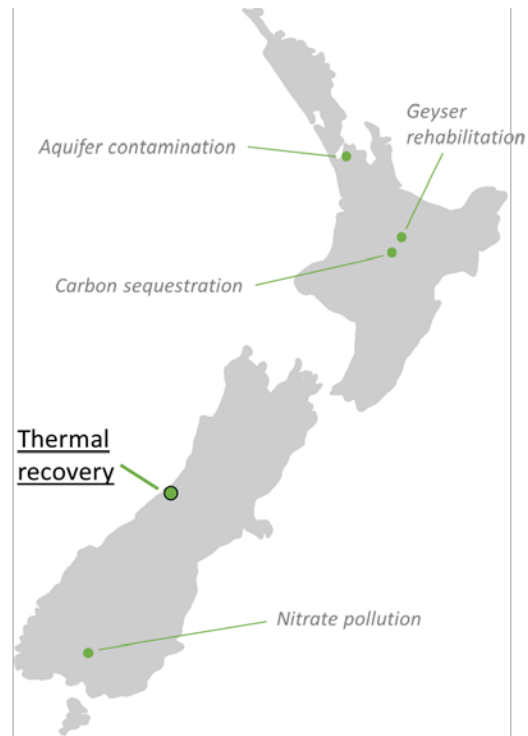 Geyser
rehabilitation
Aquifer contamination
Carbon sequestration
Thermal
recovery
Nitrate pollution